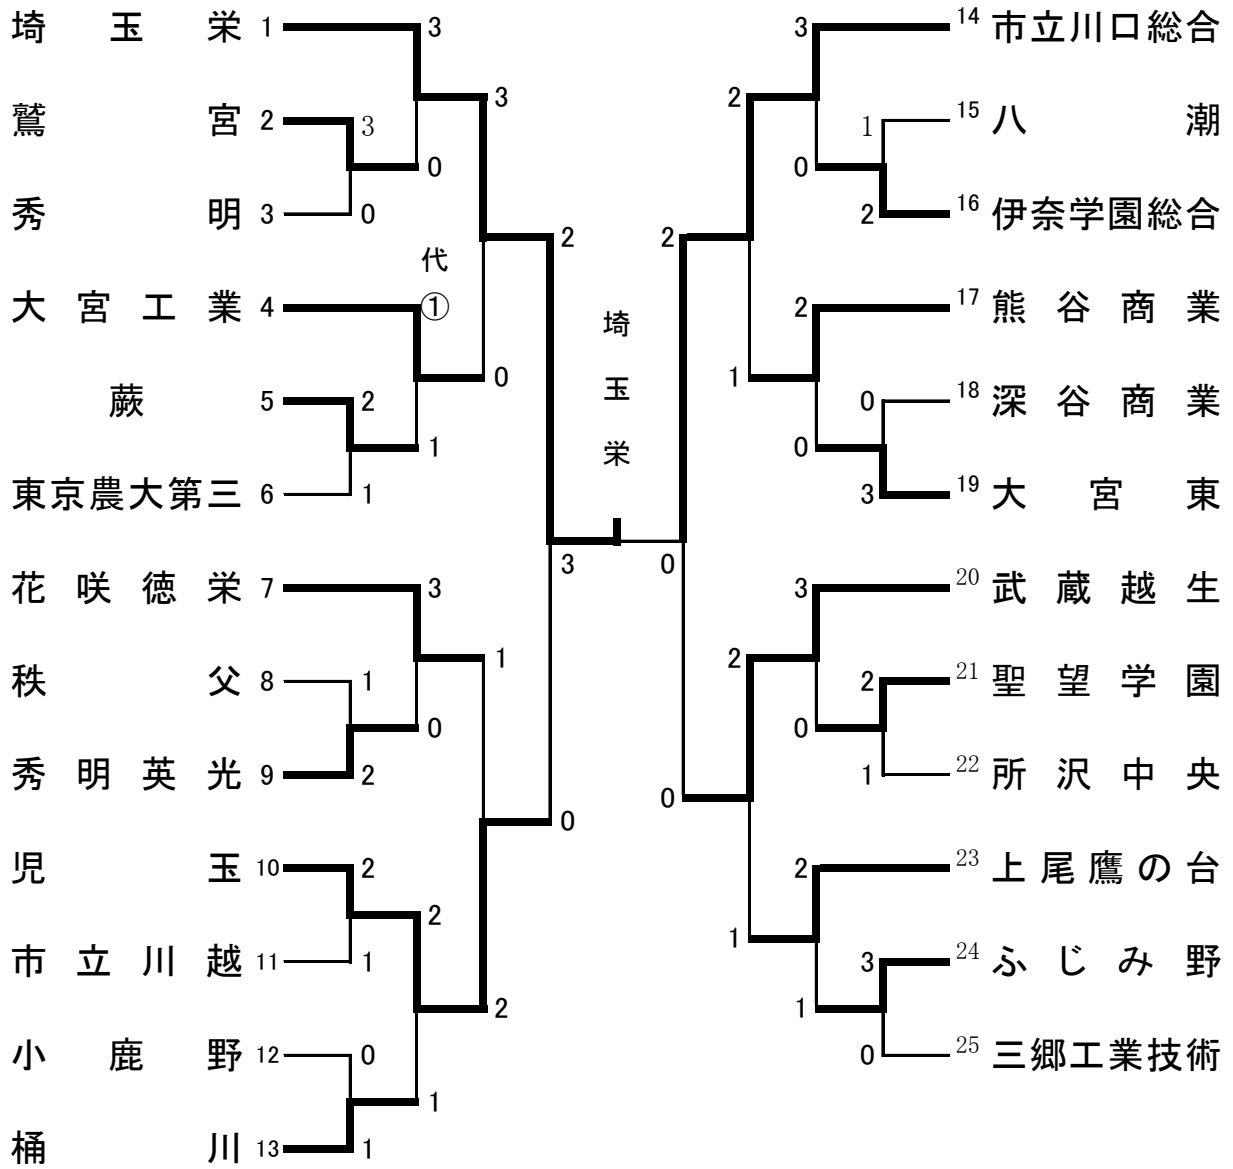 埼玉栄 1 3
3
鷲宮 2 3
0
秀明 3 0
2
代
大宮工業 4 ①
0
蕨 5 2
1
東京農大第三 6 1
3
花咲徳栄 7 3
1
秩父 8 1
0
秀明英光 9 2
0
児玉 10 2
2
市立川越 11 1
2
小鹿野 12 0
1
桶川 13 1
埼玉栄
3 14 市立川口総合
2
1 15 八潮
0
2 16 伊奈学園総合
2
2 17 熊谷商業
1
0 18 深谷商業
0
3 19 大宮東
0
3 20 武蔵越生
2
2 21 聖望学園
0
1 22 所沢中央
0
2 23 上尾鷹の台
1
3 24 ふじみ野
1
0 25 三郷工業技術